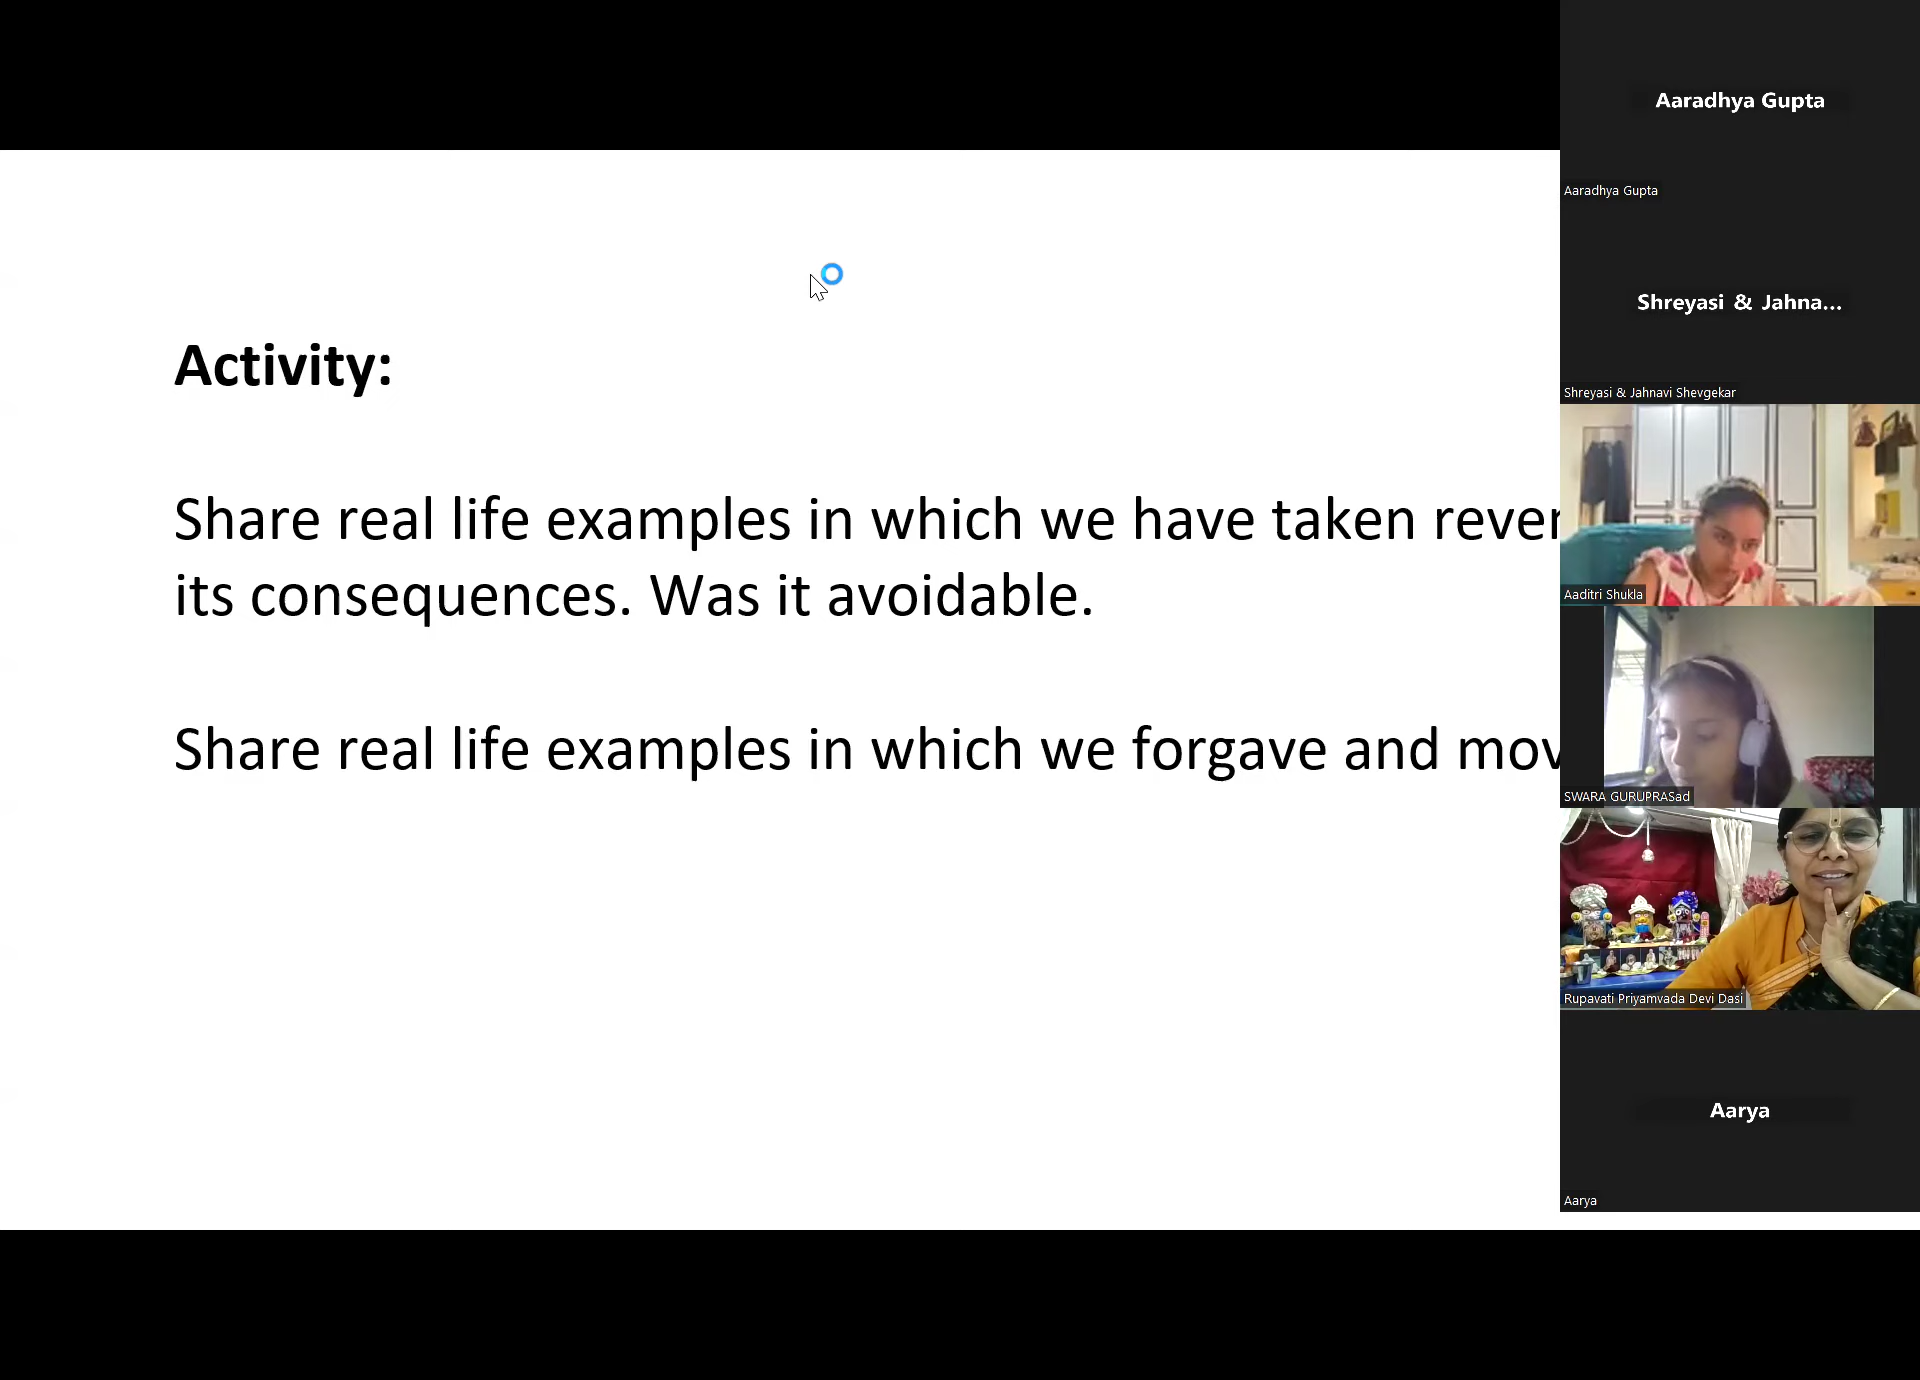 Activity:
Share real life examples in which we have taken rever
its consequences. Was it avoidable.
Share real life examples in which we forgave and mov
Aaradhya Gupta
Aaradhya Gupta
Shreyasi & Jahna...
Shreyasi & Jahnavi Shevgekar
Aaditri Shukla
SWARA GURUPRASad
Rupavati Priyamvada Devi Dasi
Aarya
Aarya